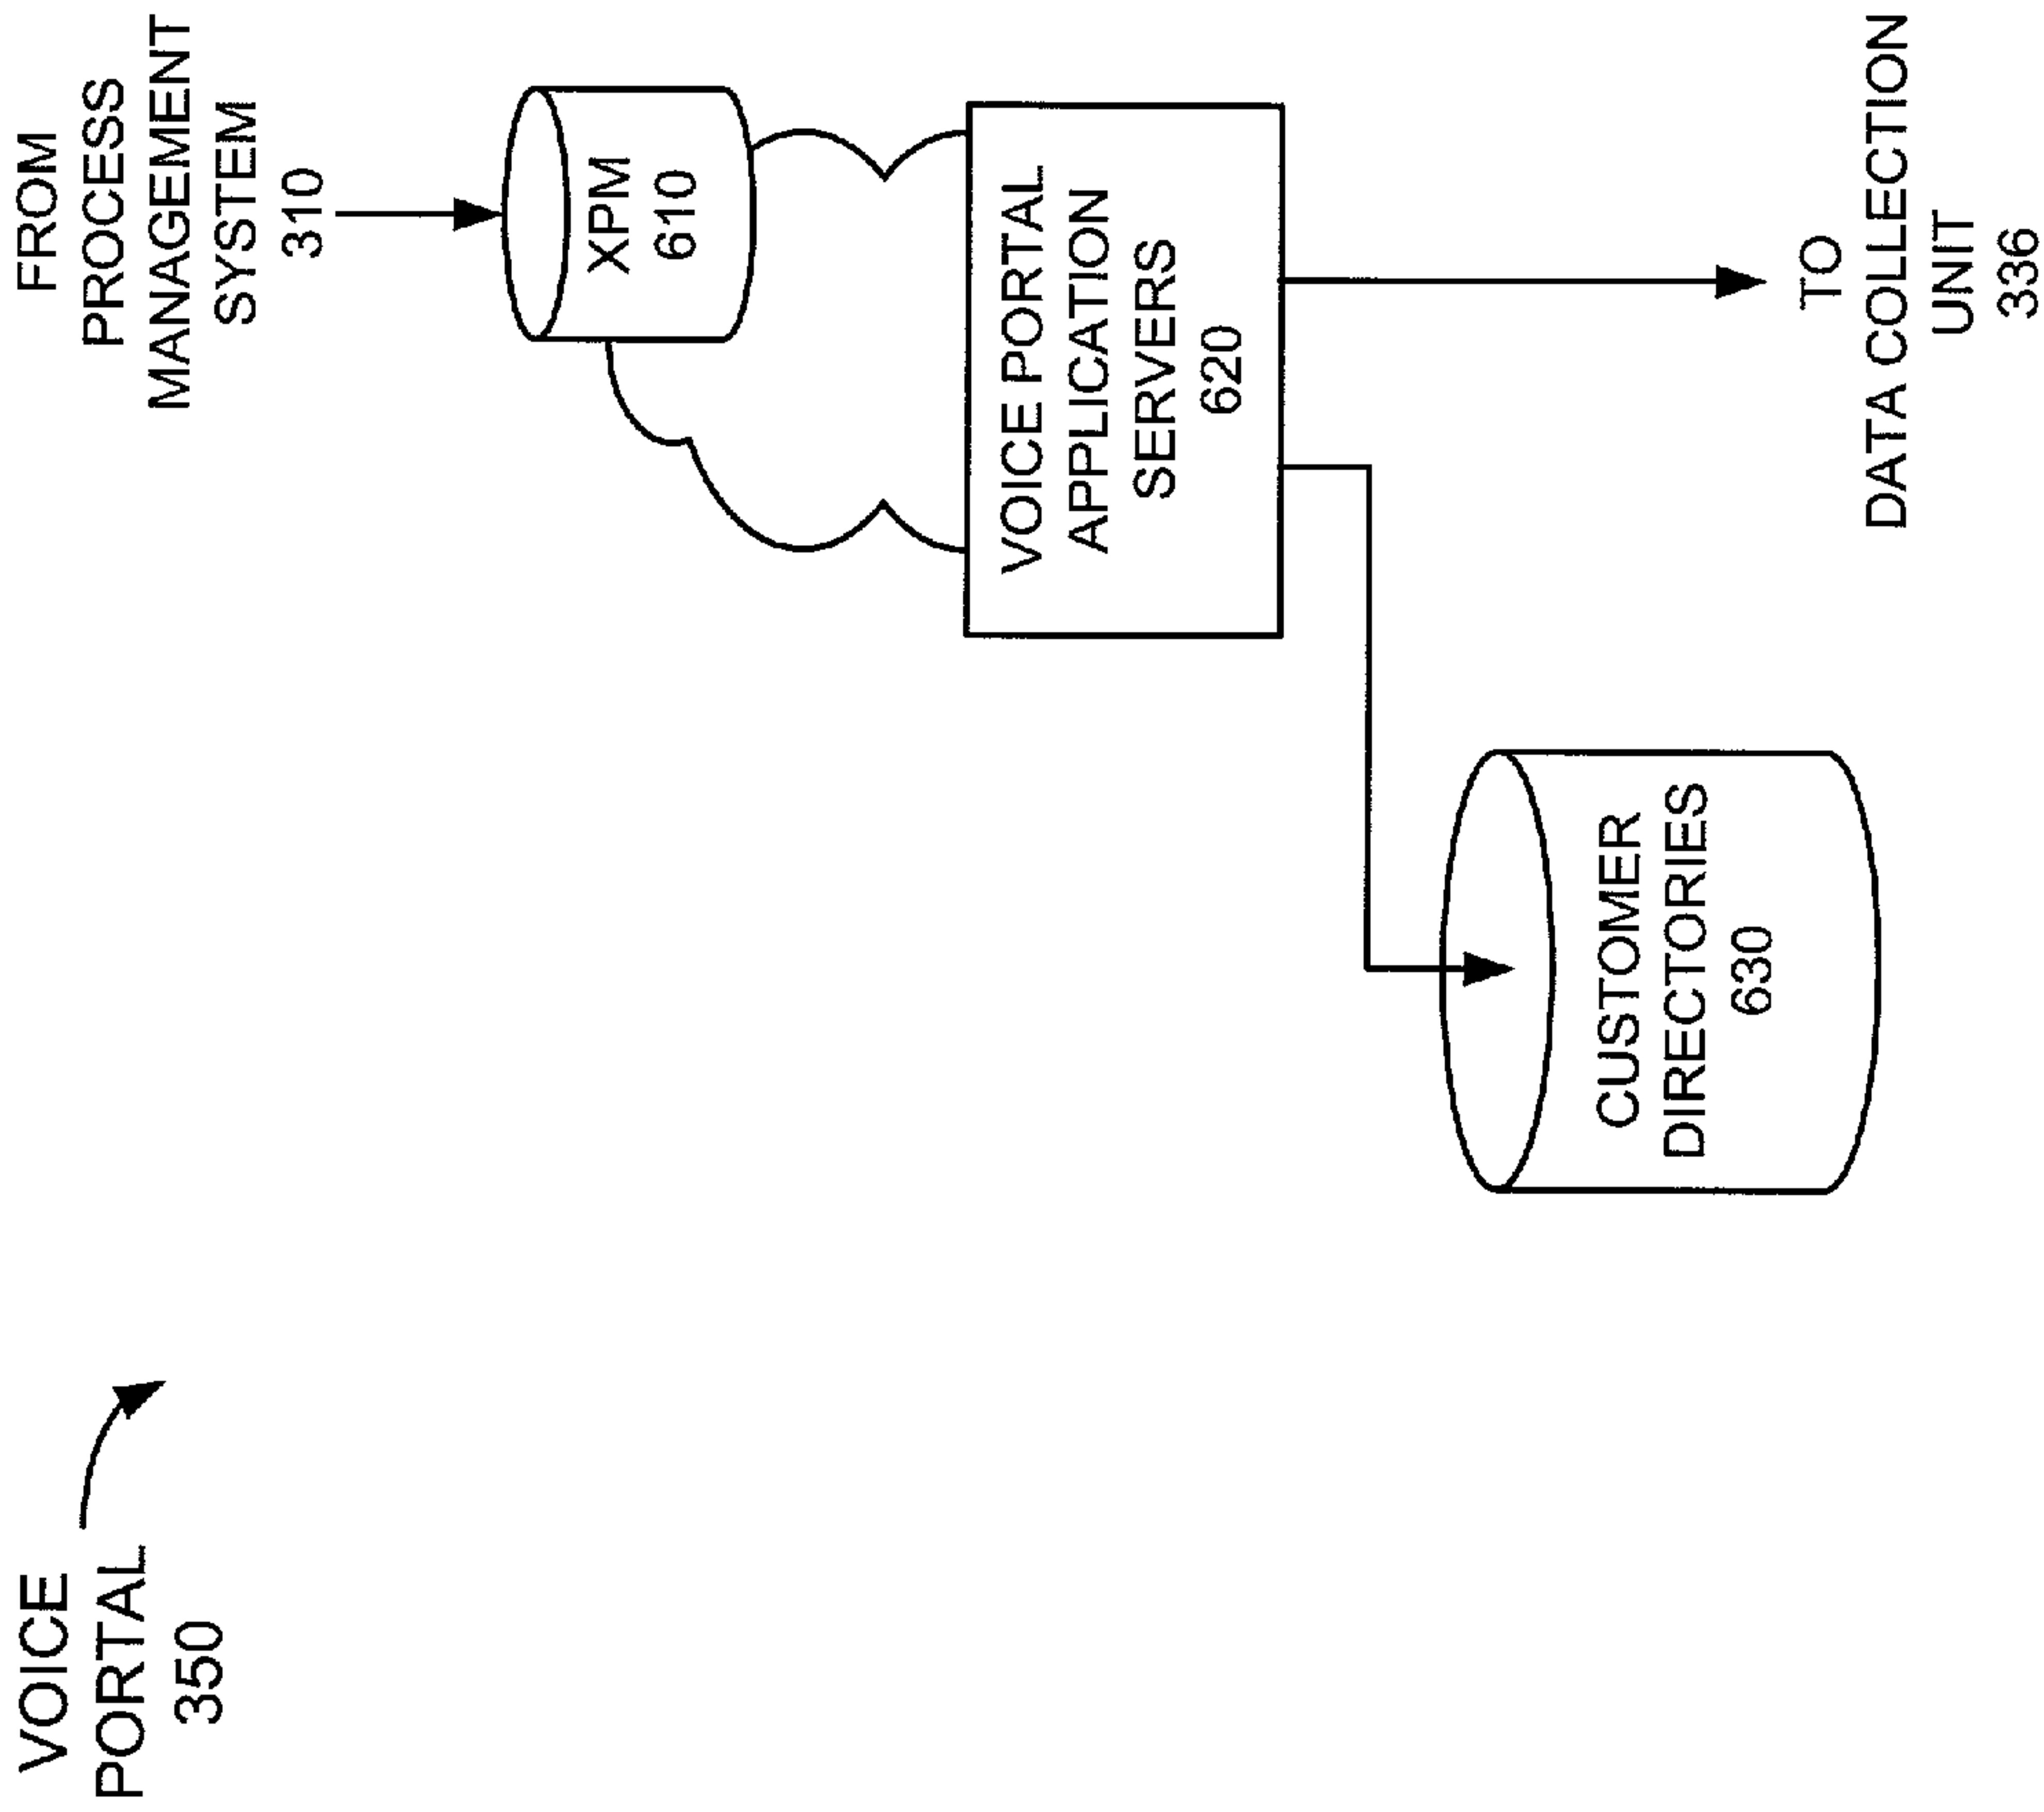 VOICE
PORTAL
350
FROM
PROCESS
MANAGEMENT
SYSTEM
310
XPM
610
VOICE PORTAL
APPLICATION
SERVERS
620
CUSTOMER
DIRECTORIES
630
TO
DATA COLLECTION
UNIT
336